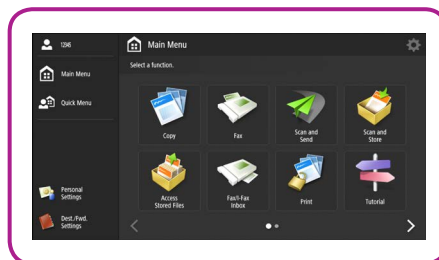 12345
Main Menu
Select a function.
Main Menu
Quick Menu
Copy
Fax
Scan and
Send
Scan and
Store
Access
Stored Files
Fax/I-Fax
Inbox
Print
Tutorial
Personal
Settings
Dest./Fwd.
Settings